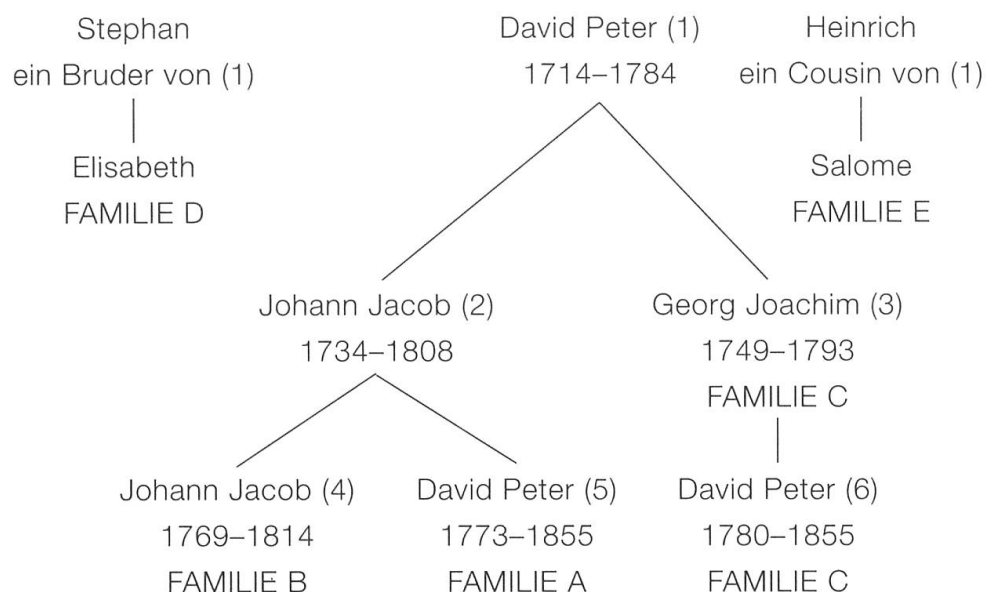 Stephan
ein Bruder von (1)
Elisabeth
FAMILIE D
David Peter (1)
1714–1784
Heinrich
ein Cousin von (1)
Salome
FAMILIE E
Johann Jacob (2)
1734–1808
Georg Joachim (3)
1749–1793
FAMILIE C
Johann Jacob (4)
1769–1814
FAMILIE B
David Peter (5)
1773–1855
FAMILIE A
David Peter (6)
1780–1855
FAMILIE C